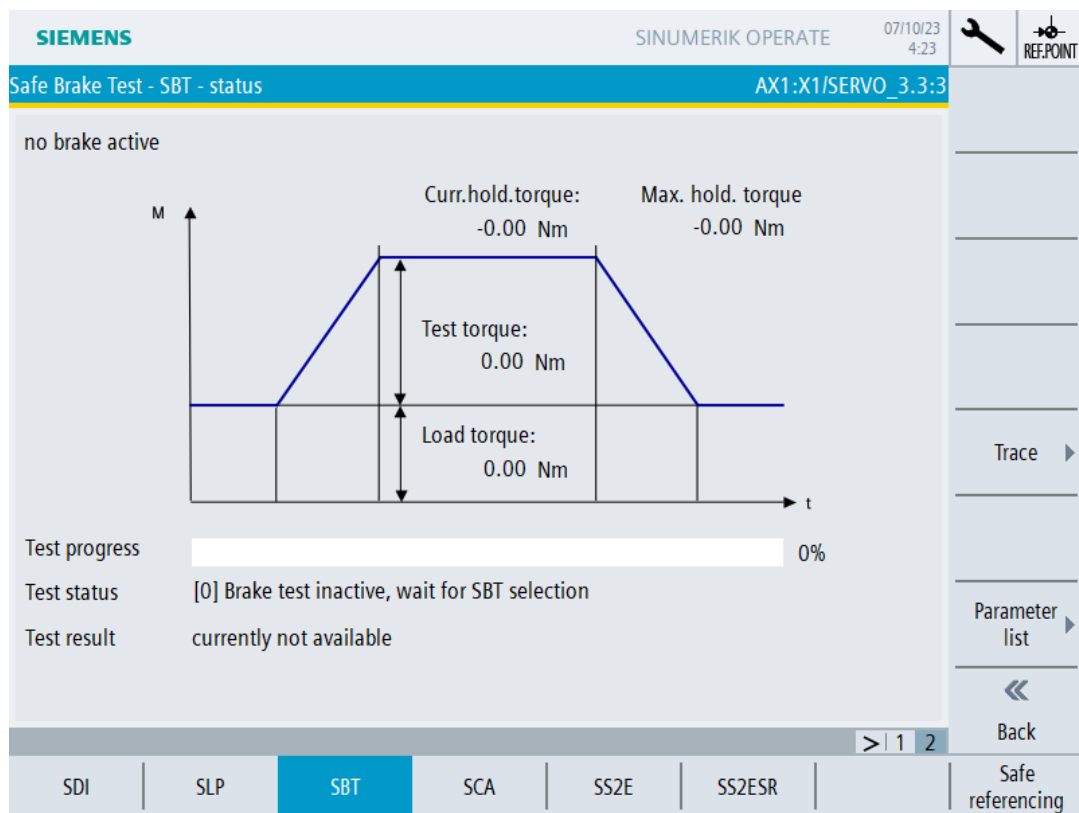 SIEMENS
SINUMERIK OPERATE
07/10/23
4:23
REF.POINT
Safe Brake Test - SBT - status
AX1:X1/SERVO_3.3:3
no brake active
Curr.hold.torque:
Max. hold. torque
M
-0.00 Nm
-0.00 Nm
Test torque:
0.00 Nm
Load torque:
0.00 Nm
t
Trace
Test progress
0%
Test status
[0] Brake test inactive, wait for SBT selection
Test result
currently not available
Parameter
list
Back
> 1 2
SDI
SLP
SBT
SCA
SS2E
SS2ESR
Safe
referencing